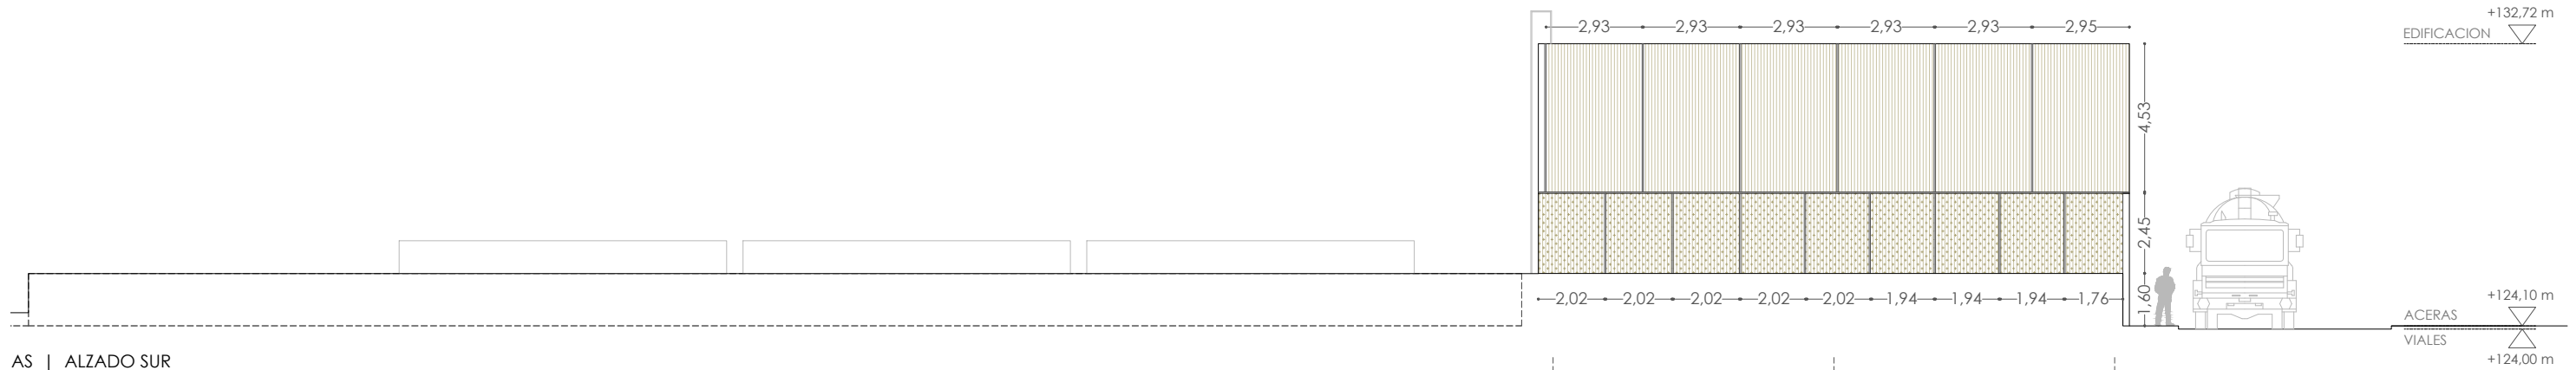 +132,72 m
EDIFICACION
2,93 2,93 2,93 2,93 2,93 2,95
4,53
2,45
2,02 2,02 2,02 2,02 2,02 1,94 1,94 1,94 1,76
1,60
+124,10 m
ACERAS
VIALES
+124,00 m
AS | ALZADO SUR